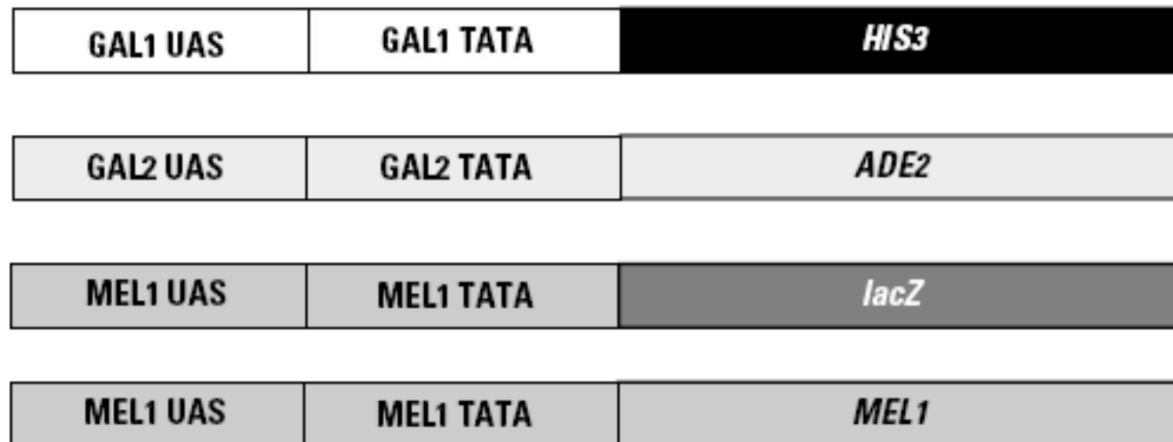 GAL1 UAS GAL1 TATA HIS3
GAL2 UAS GAL2 TATA ADE2
MEL1 UAS MEL1 TATA lacZ
MEL1 UAS MEL1 TATA MEL1